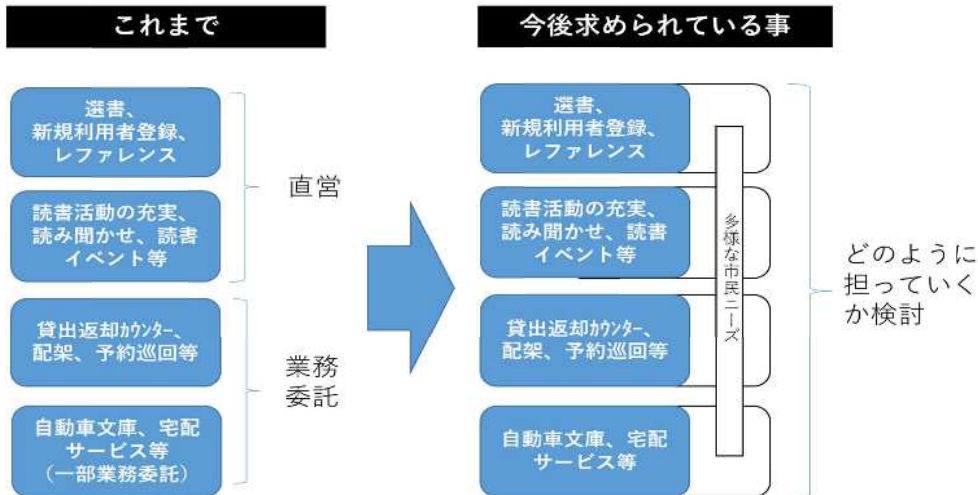 これまで
選書、
新規利用者登録、
レファレンス
読書活動の充実、
読み聞かせ、読書
イベント等
直営
貸出返却ｶｳﾝﾀｰ、
配架、予約巡回等
自動車文庫、宅配
サービス等
（一部業務委託）
業務
委託
今後求められている事
選書、
新規利用者登録、
レファレンス
読書活動の充実、
読み聞かせ、読書
イベント等
貸出返却ｶｳﾝﾀｰ、
配架、予約巡回等
自動車文庫、宅配
サービス等
多様な市民ニーズ
どのように
担っていく
か検討